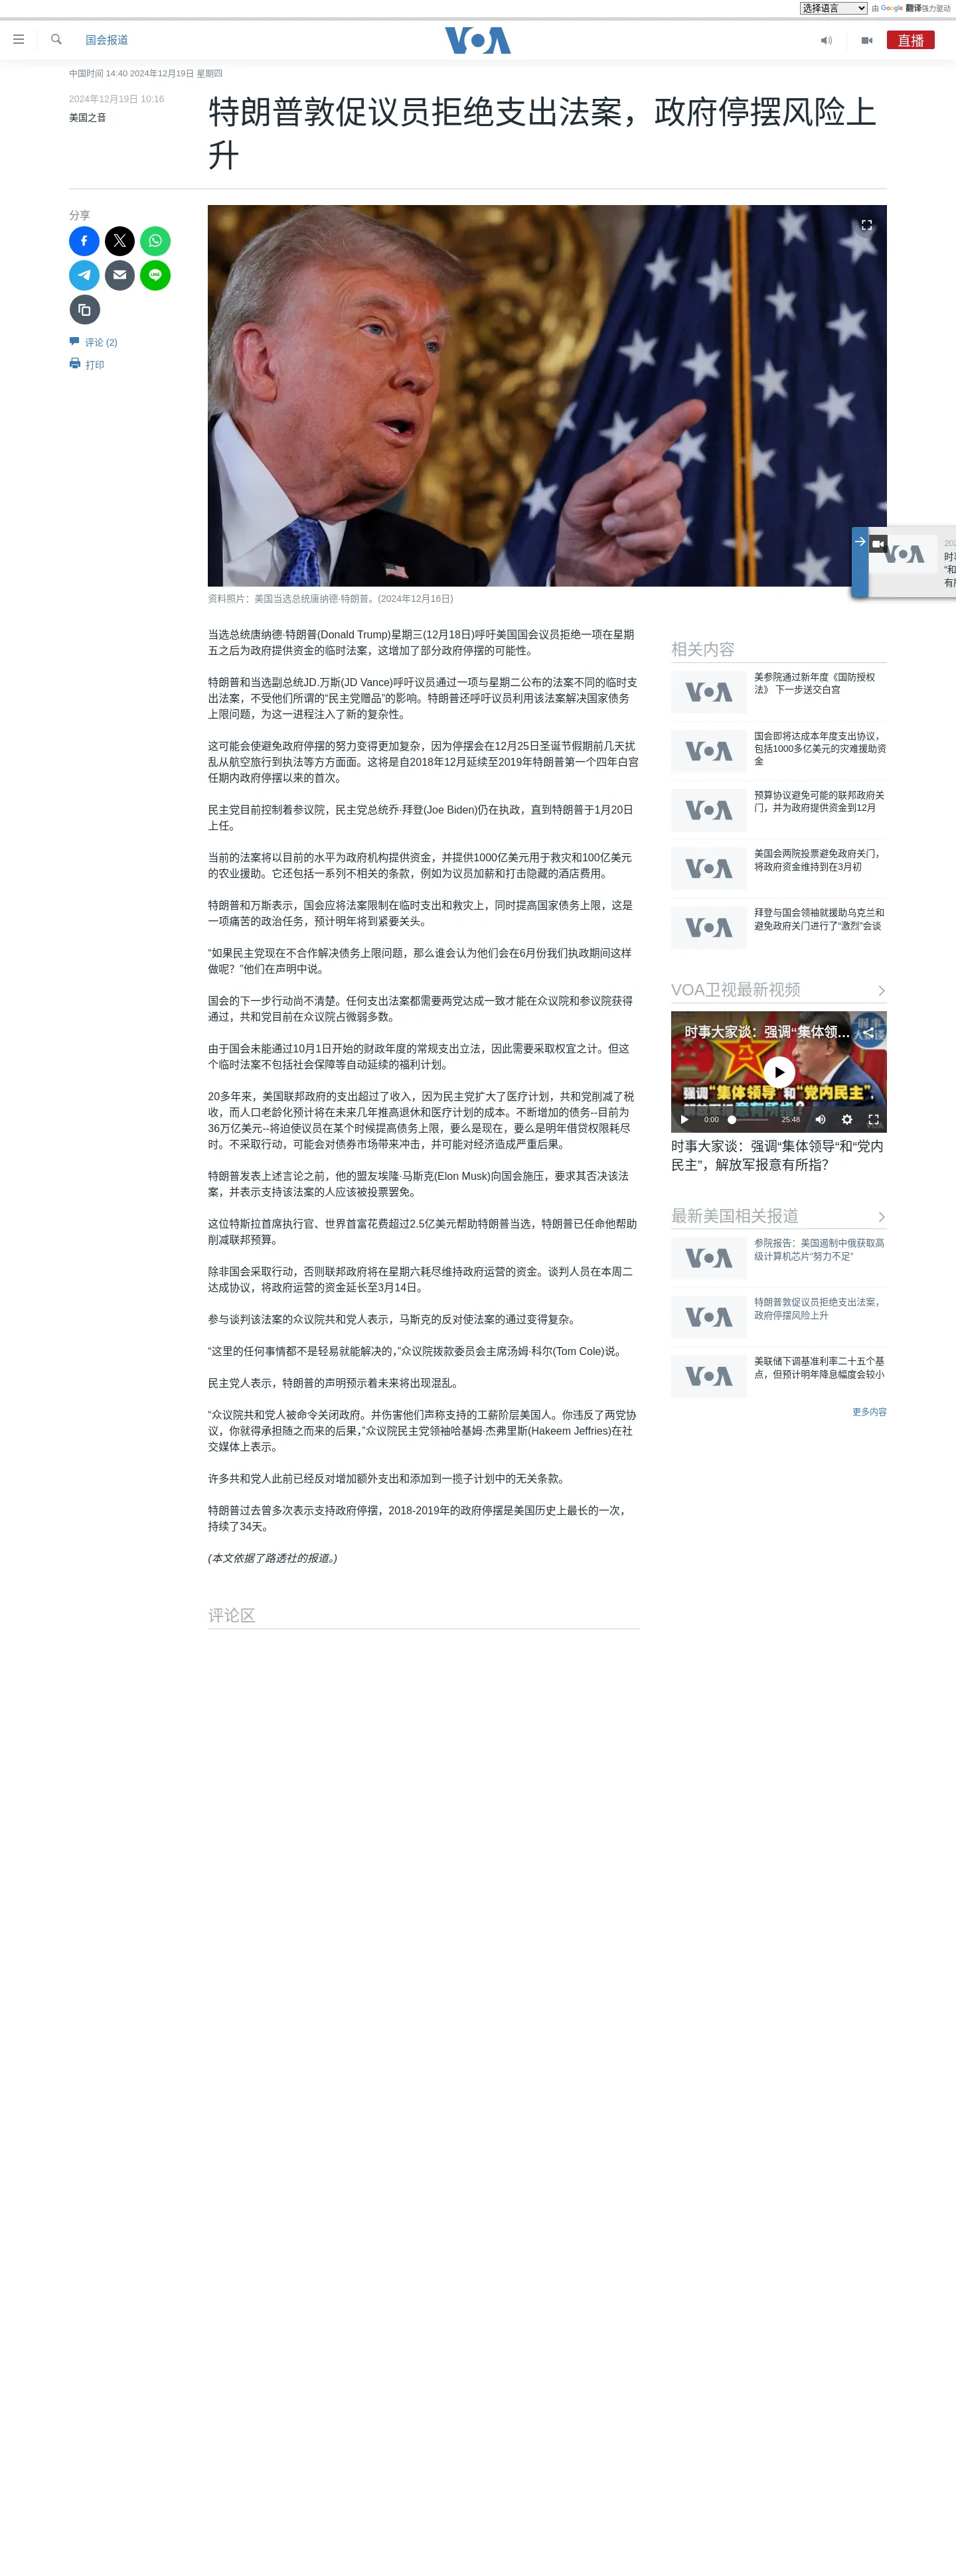 选择语言
由 Google 翻译强力驱动
国会报道
VOA
直播
中国时间 14:40 2024年12月19日 星期四
2024年12月19日 10:16
美国之音
特朗普敦促议员拒绝支出法案，政府停摆风险上
升
分享
评论 (2)
打印
资料照片：美国当选总统唐纳德·特朗普。(2024年12月16日)
当选总统唐纳德·特朗普(Donald Trump)星期三(12月18日)呼吁美国国会议员拒绝一项在星期
五之后为政府提供资金的临时法案，这增加了部分政府停摆的可能性。
特朗普和当选副总统JD.万斯(JD Vance)呼吁议员通过一项与星期二公布的法案不同的临时支
出法案，不受他们所谓的“民主党赠品”的影响。特朗普还呼吁议员利用该法案解决国家债务
上限问题，为这一进程注入了新的复杂性。
这可能会使避免政府停摆的努力变得更加复杂，因为停摆会在12月25日圣诞节假期前几天扰
乱从航空旅行到执法等方方面面。这将是自2018年12月延续至2019年特朗普第一个四年白宫
任期内政府停摆以来的首次。
民主党目前控制着参议院，民主党总统乔·拜登(Joe Biden)仍在执政，直到特朗普于1月20日
上任。
当前的法案将以目前的水平为政府机构提供资金，并提供1000亿美元用于救灾和100亿美元
的农业援助。它还包括一系列不相关的条款，例如为议员加薪和打击隐藏的酒店费用。
特朗普和万斯表示，国会应将法案限制在临时支出和救灾上，同时提高国家债务上限，这是
一项痛苦的政治任务，预计明年将到紧要关头。
“如果民主党现在不合作解决债务上限问题，那么谁会认为他们会在6月份我们执政期间这样
做呢？”他们在声明中说。
国会的下一步行动尚不清楚。任何支出法案都需要两党达成一致才能在众议院和参议院获得
通过，共和党目前在众议院占微弱多数。
由于国会未能通过10月1日开始的财政年度的常规支出立法，因此需要采取权宜之计。但这
个临时法案不包括社会保障等自动延续的福利计划。
20多年来，美国联邦政府的支出超过了收入，因为民主党扩大了医疗计划，共和党削减了税
收，而人口老龄化预计将在未来几年推高退休和医疗计划的成本。不断增加的债务--目前为
36万亿美元--将迫使议员在某个时候提高债务上限，要么是现在，要么是明年借贷权限耗尽
时。不采取行动，可能会对债券市场带来冲击，并可能对经济造成严重后果。
特朗普发表上述言论之前，他的盟友埃隆·马斯克(Elon Musk)向国会施压，要求其否决该法
案，并表示支持该法案的人应该被投票罢免。
这位特斯拉首席执行官、世界首富花费超过2.5亿美元帮助特朗普当选，特朗普已任命他帮助
削减联邦预算。
除非国会采取行动，否则联邦政府将在星期六耗尽维持政府运营的资金。谈判人员在本周二
达成协议，将政府运营的资金延长至3月14日。
参与谈判该法案的众议院共和党人表示，马斯克的反对使法案的通过变得复杂。
“这里的任何事情都不是轻易就能解决的，”众议院拨款委员会主席汤姆·科尔(Tom Cole)说。
民主党人表示，特朗普的声明预示着未来将出现混乱。
“众议院共和党人被命令关闭政府。并伤害他们声称支持的工薪阶层美国人。你违反了两党协
议，你就得承担随之而来的后果，”众议院民主党领袖哈基姆·杰弗里斯(Hakeem Jeffries)在社
交媒体上表示。
许多共和党人此前已经反对增加额外支出和添加到一揽子计划中的无关条款。
特朗普过去曾多次表示支持政府停摆，2018-2019年的政府停摆是美国历史上最长的一次，
持续了34天。
(本文依据了路透社的报道。)
评论区
相关内容
VOA
美参院通过新年度《国防授权
法》 下一步送交白宫
VOA
国会即将达成本年度支出协议，
包括1000多亿美元的灾难援助资
金
VOA
预算协议避免可能的联邦政府关
门，并为政府提供资金到12月
VOA
美国会两院投票避免政府关门，
将政府资金维持到在3月初
VOA
拜登与国会领袖就援助乌克兰和
避免政府关门进行了“激烈”会谈
VOA卫视最新视频
时事大家谈：强调“集体领...
强调“集体领导”和“党内民主”，
0:00
25:48
时事大家谈：强调“集体领导“和“党内
民主”，解放军报意有所指？
最新美国相关报道
VOA
参院报告：美国遏制中俄获取高
级计算机芯片“努力不足”
VOA
特朗普敦促议员拒绝支出法案，
政府停摆风险上升
VOA
美联储下调基准利率二十五个基
点，但预计明年降息幅度会较小
更多内容